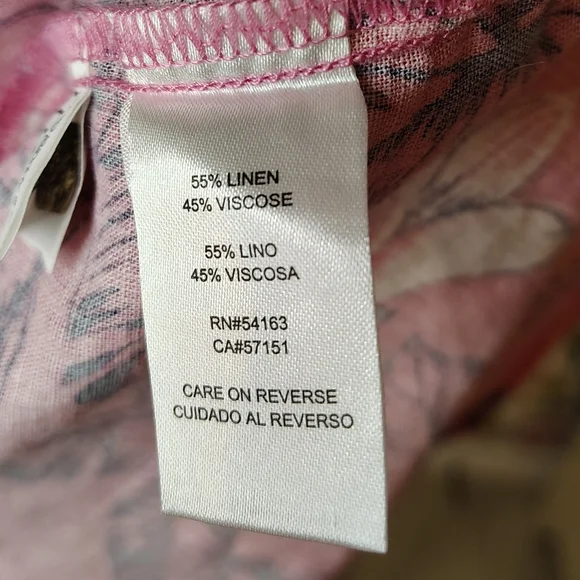 55% LINEN
45% VISCOSE
55% LINO
45% VISCOSA
RN#54163
CA#57151
CARE ON REVERSE
CUIDADO AL REVERSO